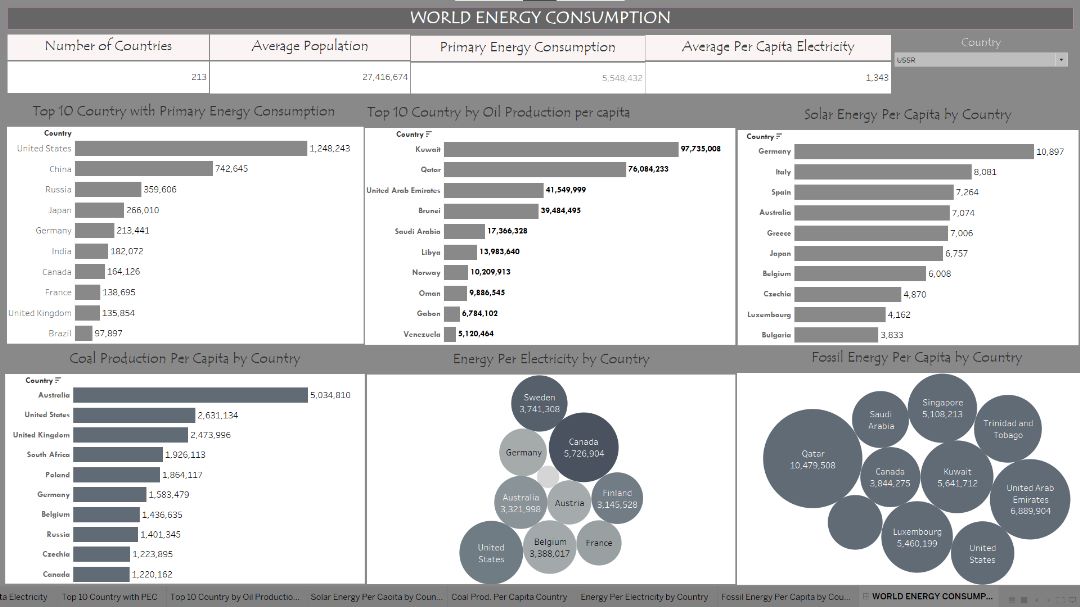 WORLD ENERGY CONSUMPTION
Number of Countries
Average Population
Primary Energy Consumption
Average Per Capita Electricity
Country
213
27,416,674
5,548,432
1,343
USSR
Top 10 Country with Primary Energy Consumption
Country
United States 1,248,243
China 742,645
Russia 359,606
Japan 266,010
Germany 213,441
India 182,072
Canada 164,126
France 138,695
United Kingdom 135,854
Brazil 97,897
Top 10 Country by Oil Production per capita
Country
Kuwait 97,735,008
Qatar 76,084,233
United Arab Emirates 41,549,999
Brunei 39,484,495
Saudi Arabia 17,366,328
Libya 13,983,640
Norway 10,209,913
Oman 9,886,545
Gabon 6,784,102
Venezuela 5,120,464
Solar Energy Per Capita by Country
Country
Germany 10,897
Italy 8,081
Spain 7,264
Australia 7,074
Greece 7,006
Japan 6,757
Belgium 6,008
Czechia 4,870
Luxembourg 4,162
Bulgaria 3,833
Coal Production Per Capita by Country
Country
Australia 5,034,810
United States 2,631,134
United Kingdom 2,473,996
South Africa 1,926,113
Poland 1,864,117
Germany 1,583,479
Belgium 1,436,635
Russia 1,401,345
Czechia 1,223,895
Canada 1,220,162
Energy Per Electricity by Country
Sweden
3,741,308
Canada
5,726,904
Germany
Australia
3,321,998
Austria
Finland
3,145,528
United
States
Belgium
3,388,017
France
Fossil Energy Per Capita by Country
Singapore
5,108,213
Saudi
Arabia
Trinidad and
Tobago
Qatar
10,479,508
Canada
3,844,275
Kuwait
5,641,712
United Arab
Emirates
6,889,904
Luxembourg
5,460,199
United
States
ta Electricity
Top 10 Country with PEC
Top 10 Country by Oil Productio...
Solar Energy Per Capita by Coun...
Coal Prod. Per Capita Country
Energy Per Electricity by Country
Fossil Energy Per Capita by Cou...
WORLD ENERGY CONSUMP...